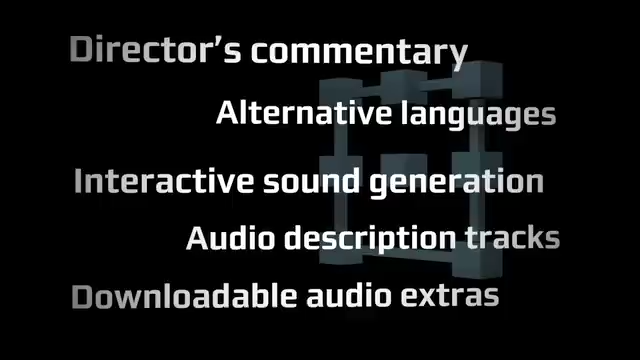 Director’s commentary
Alternative languages
Interactive sound generation
Audio description tracks
Downloadable audio extras